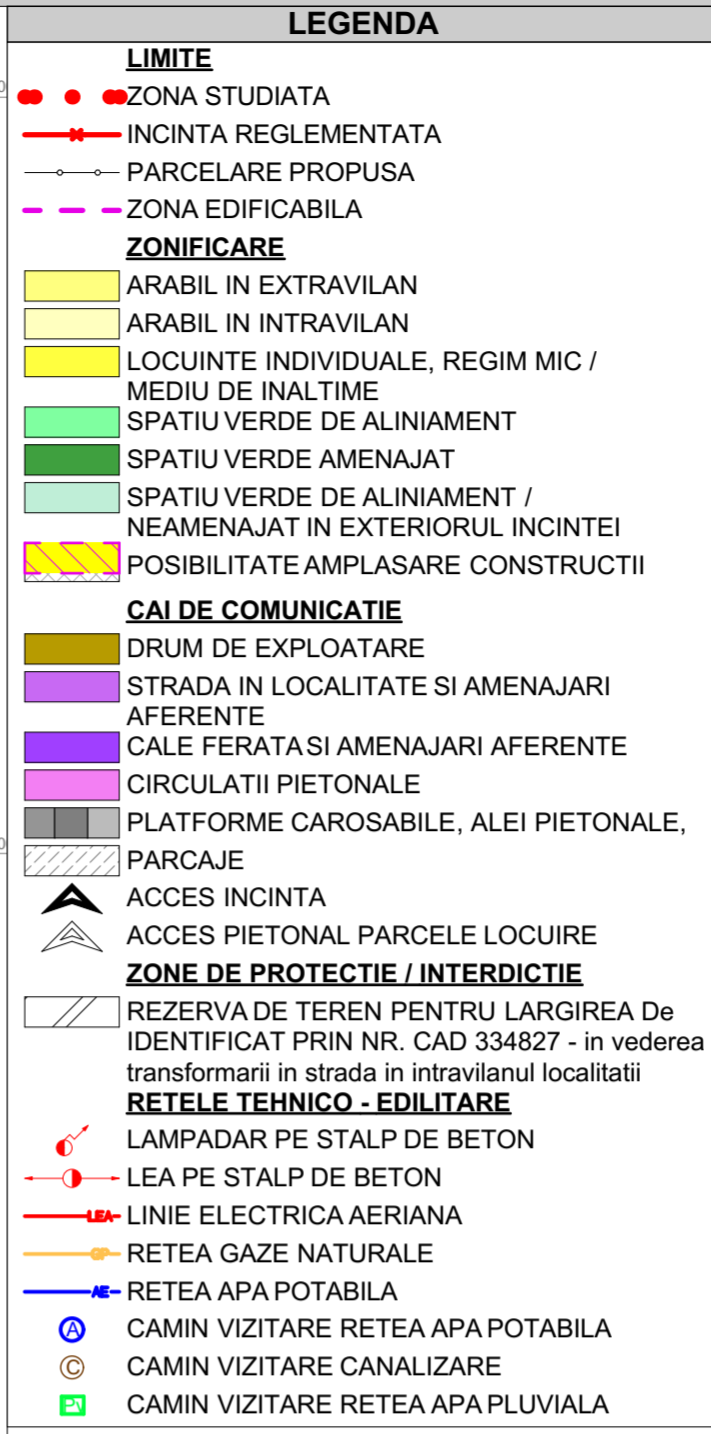 LEGENDA
LIMITE
ZONA STUDIATA
INCINTA REGLEMENTATA
PARCELARE PROPUSA
ZONA EDIFICABILA
ZONIFICARE
ARABIL IN EXTRAVILAN
ARABIL IN INTRAVILAN
LOCUINTE INDIVIDUALE, REGIM MIC /
MEDIU DE INALTIME
SPATIU VERDE DE ALINIAMENT
SPATIU VERDE AMENAJAT
SPATIU VERDE DE ALINIAMENT /
NEAMENAJAT IN EXTERIORUL INCINTEI
POSIBILITATE AMPLASARE CONSTRUCTII
CAI DE COMUNICATIE
DRUM DE EXPLOATARE
STRADA IN LOCALITATE SI AMENAJARI
AFERENTE
CALE FERATA SI AMENAJARI AFERENTE
CIRCULATII PIETONALE
PLATFORME CAROSABILE, ALEI PIETONALE,
PARCAJE
ACCES INCINTA
ACCES PIETONAL PARCELE LOCUIRE
ZONE DE PROTECTIE / INTERDICTIE
REZERVA DE TEREN PENTRU LARGIREA De
IDENTIFICAT PRIN NR. CAD 334827 - in vederea
transformarii in strada in intravilanul localitatii
RETELE TEHNICO - EDILITARE
LAMPADAR PE STALP DE BETON
LEA PE STALP DE BETON
LEA LINIE ELECTRICA AERIANA
GP RETEA GAZE NATURALE
AE RETEA APA POTABILA
A CAMIN VIZITARE RETEA APA POTABILA
C CAMIN VIZITARE CANALIZARE
PV CAMIN VIZITARE RETEA APA PLUVIALA